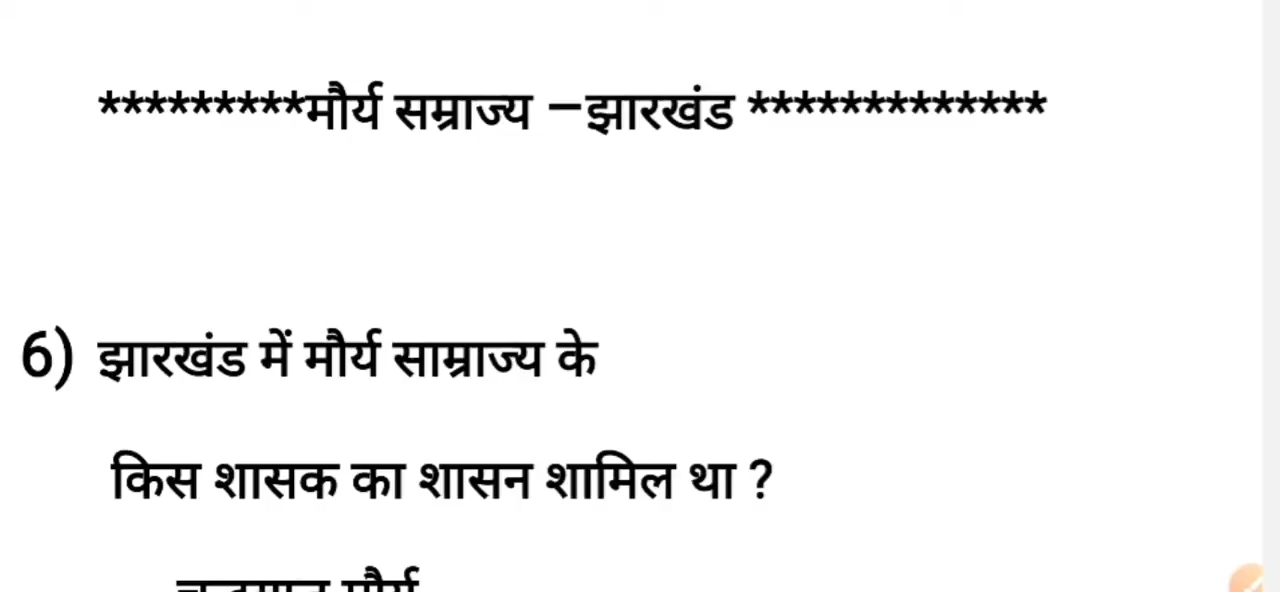 *********मौर्य सम्राज्य –झारखंड *************
6) झारखंड में मौर्य साम्राज्य के
किस शासक का शासन शामिल था ?
मौर्य